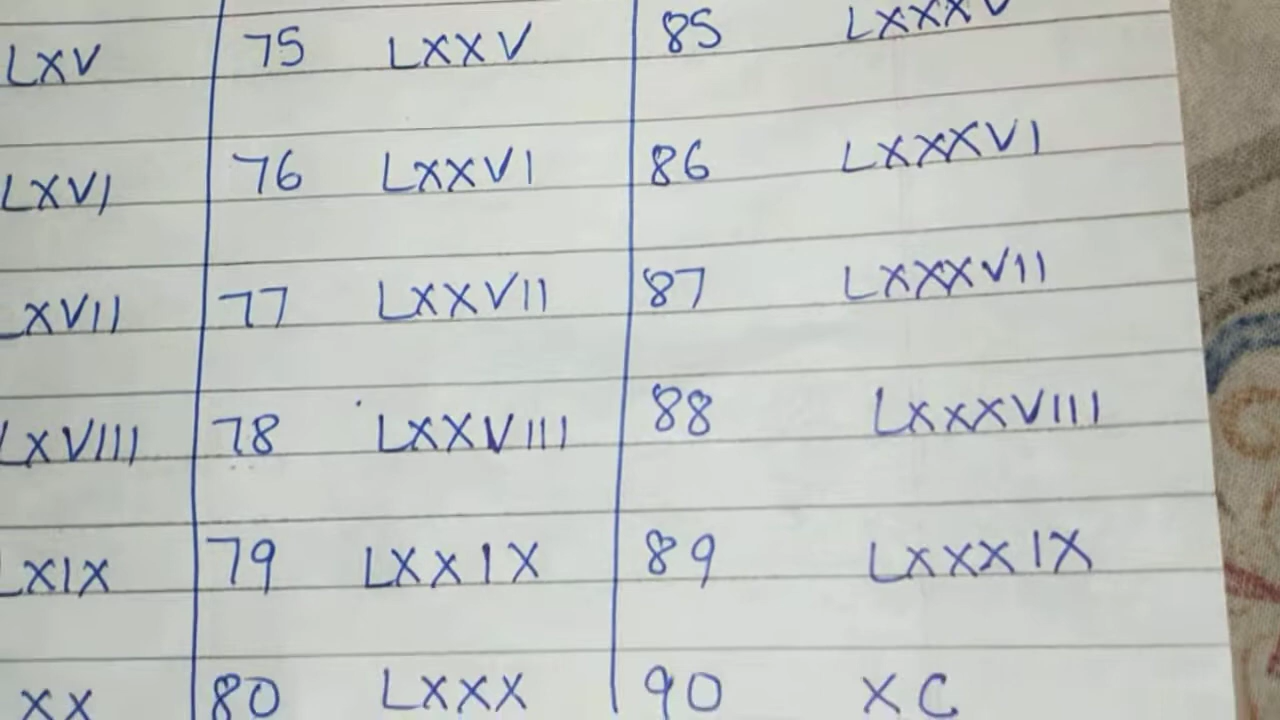 LXV 75 LXXV 85 LXXXV
LXVI 76 LXXVI 86 LXXXVI
LXVII 77 LXXVII 87 LXXXVII
LXVIII 78 LXXVIII 88 LXXXVIII
LXIX 79 LXXIX 89 LXXXIX
XX 80 LXXX 90 XC